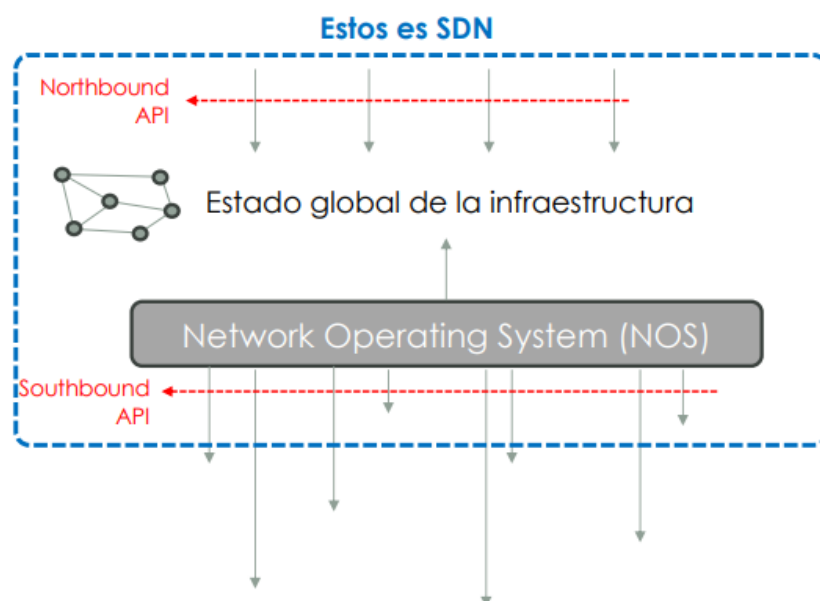 Estos es SDN
Northbound
API
Estado global de la infraestructura
Network Operating System (NOS)
Southbound
API